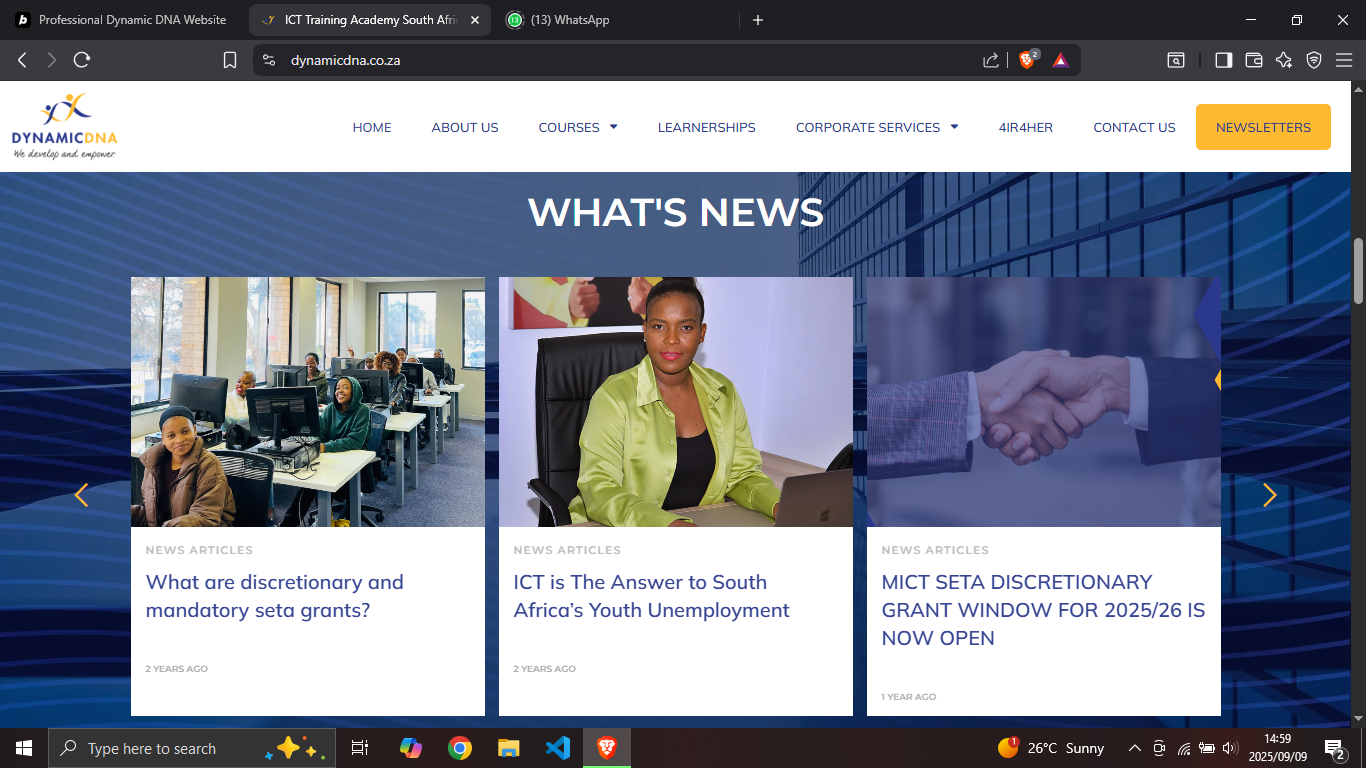 Professional Dynamic DNA Website
ICT Training Academy South Afri
(13) WhatsApp
dynamicdna.co.za
2
DYNAMICDNA
We develop and empower
HOME
ABOUT US
COURSES
LEARNERSHIPS
CORPORATE SERVICES
4IR4HER
CONTACT US
NEWSLETTERS
WHAT'S NEWS
NEWS ARTICLES
What are discretionary and
mandatory seta grants?
2 YEARS AGO
NEWS ARTICLES
ICT is The Answer to South
Africa’s Youth Unemployment
2 YEARS AGO
NEWS ARTICLES
MICT SETA DISCRETIONARY
GRANT WINDOW FOR 2025/26 IS
NOW OPEN
1 YEAR AGO
Type here to search
1
26°C Sunny
14:59
2025/09/09
2